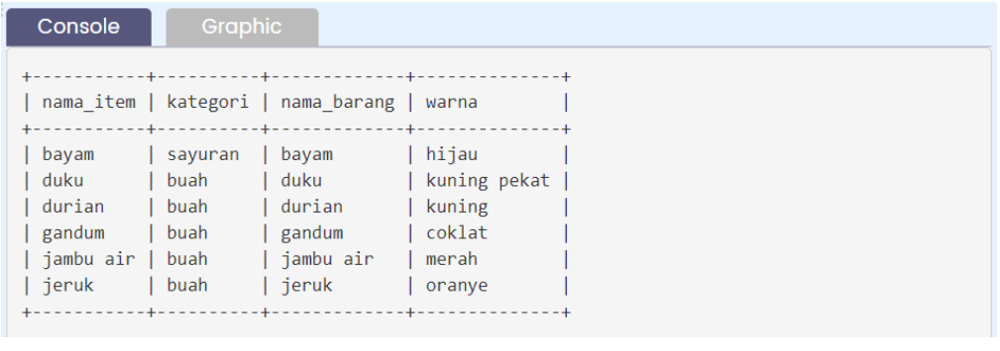 Console Graphic
+-----------+----------+-------------+--------------+
| nama_item | kategori | nama_barang | warna        |
+-----------+----------+-------------+--------------+
| bayam     | sayuran  | bayam       | hijau        |
| duku      | buah     | duku        | kuning pekat |
| durian    | buah     | durian      | kuning       |
| gandum    | buah     | gandum      | coklat       |
| jambu air | buah     | jambu air   | merah        |
| jeruk     | buah     | jeruk       | oranye       |
+-----------+----------+-------------+--------------+